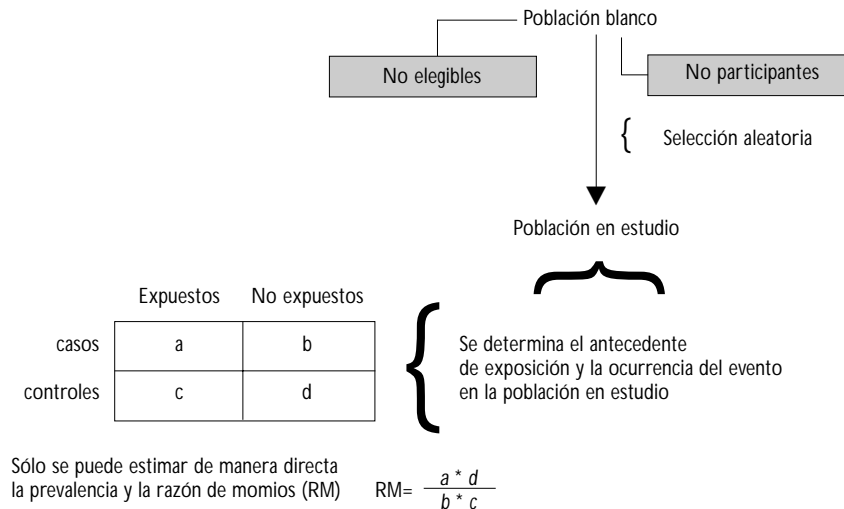 Población blanco
No elegibles
No participantes
{ Selección aleatoria
Población en estudio
Expuestos No expuestos
casos a b
controles c d
Se determina el antecedente
de exposición y la ocurrencia del evento
en la población en estudio
Sólo se puede estimar de manera directa
la prevalencia y la razón de momios (RM)
RM= a * d
b * c